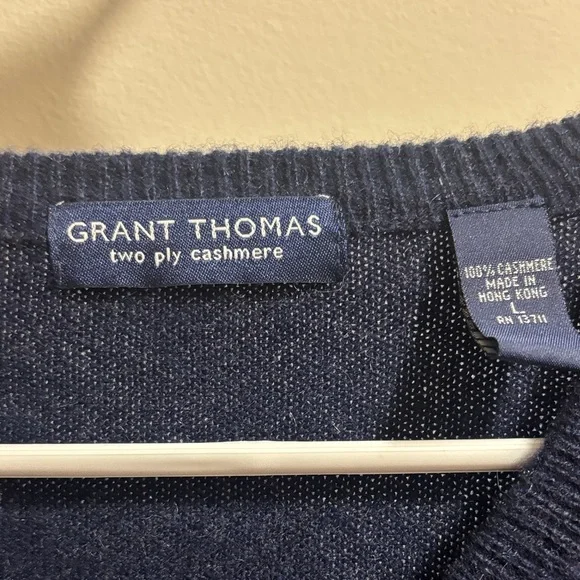 GRANT THOMAS
two ply cashmere
100% CASHMERE
MADE IN
HONG KONG
L
RN 13711